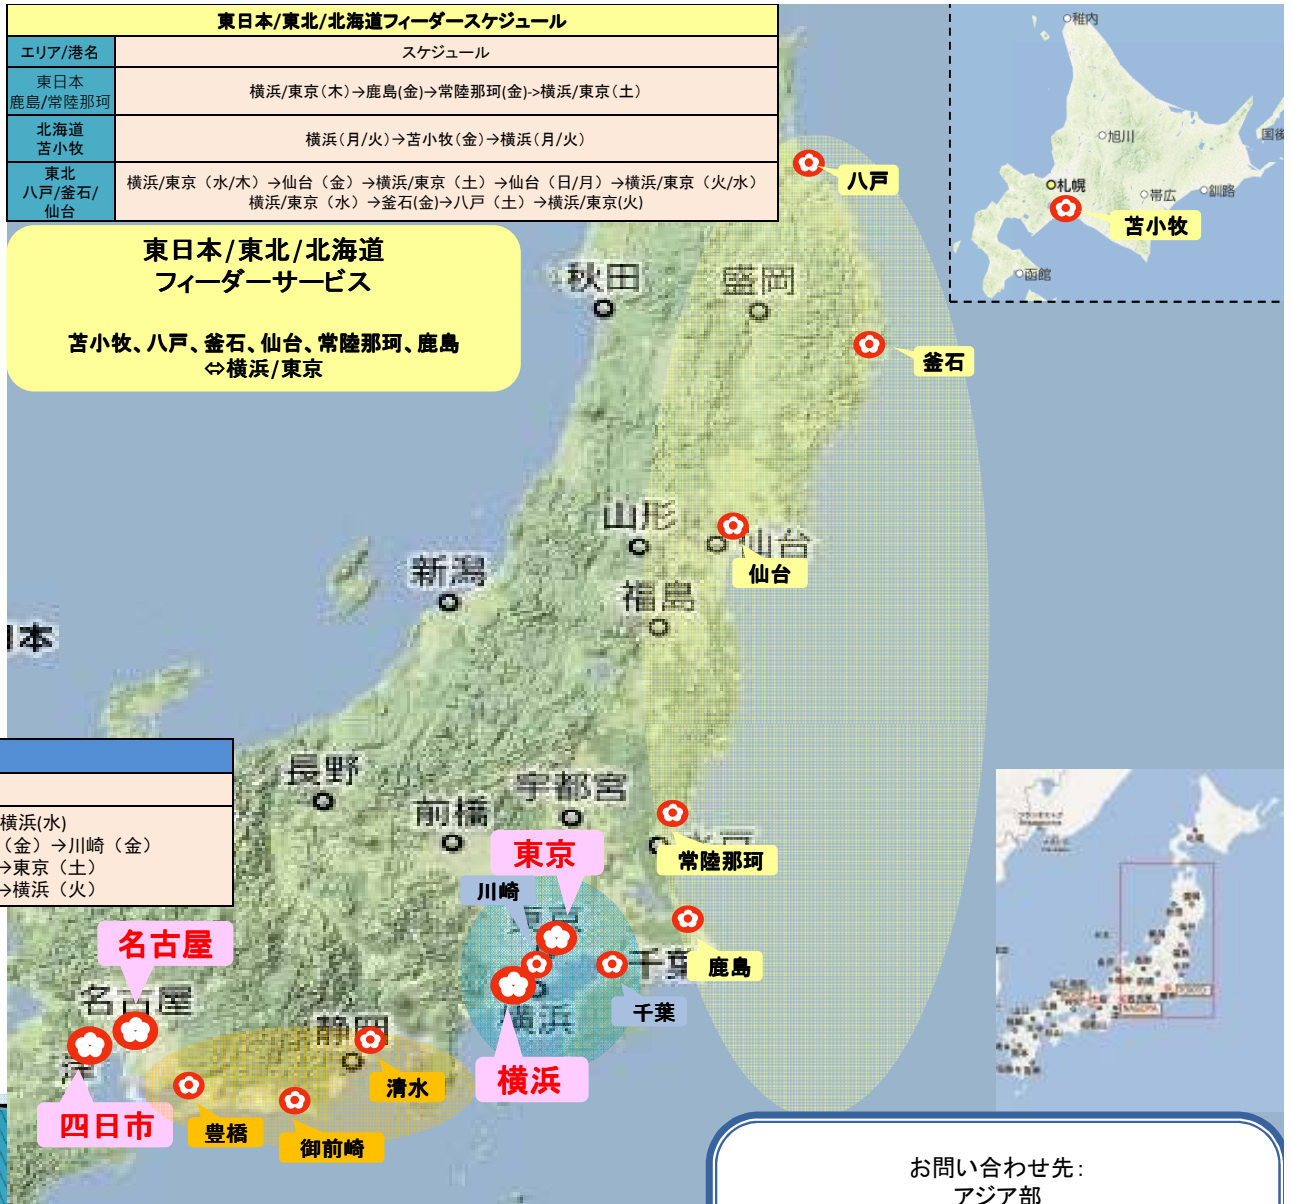 東日本/東北/北海道フィーダースケジュール
エリア/港名
スケジュール
東日本
鹿島/常陸那珂
横浜/東京（木）→鹿島(金)→常陸那珂(金)->横浜/東京（土）
北海道
苫小牧
横浜（月/火）→苫小牧（金）→横浜（月/火）
東北
八戸/釜石/
仙台
横浜/東京（水/木）→仙台（金）→横浜/東京（土）→仙台（日/月）→横浜/東京（火/水）
横浜/東京（水）→釜石(金)→八戸（土）→横浜/東京(火)
東日本/東北/北海道
フィーダーサービス
苫小牧、八戸、釜石、仙台、常陸那珂、鹿島
⇔横浜/東京
稚内
旭川
国後
札幌
帯広
釧路
苫小牧
函館
八戸
秋田
盛岡
釜石
山形
仙台
仙台
新潟
福島
本
長野
宇都宮
前橋
水戸
常陸那珂
横浜(水)
（金）→川崎（金）
→東京（土）
→横浜（火）
東京
川崎
東京
名古屋
千葉
鹿島
名古屋
千葉
横浜
静岡
津
清水
横浜
四日市
豊橋
御前崎
NAGOYA
お問い合わせ先：
アジア部